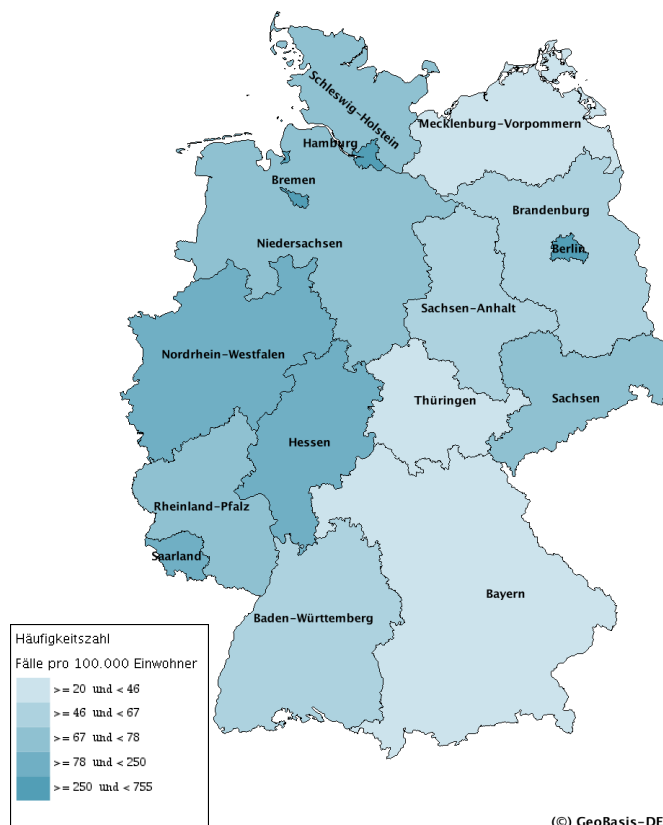 Schleswig-Holstein
Mecklenburg-Vorpommern
Hamburg
Bremen
Brandenburg
Niedersachsen
Berlin
Sachsen-Anhalt
Nordrhein-Westfalen
Thüringen
Sachsen
Hessen
Rheinland-Pfalz
Saarland
Bayern
Baden-Württemberg
Häufigkeitszahl
Fälle pro 100.000 Einwohner
>= 20 und < 46
>= 46 und < 67
>= 67 und < 78
>= 78 und < 250
>= 250 und < 755
(©) GeoBasis-DE